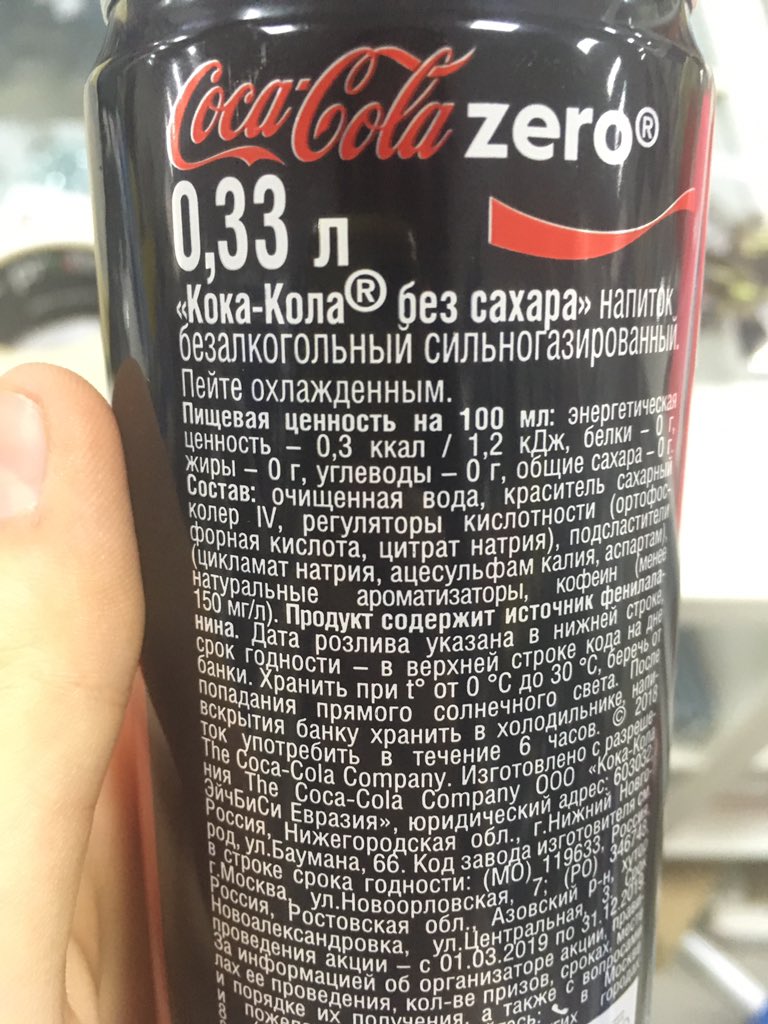 Coca-Cola zero®
0,33 л
«Кока-Кола® без сахара» напиток
безалкогольный сильногазированный.
Пейте охлажденным.
Пищевая ценность на 100 мл: энергетическая
ценность – 0,3 ккал / 1,2 кДж, белки – 0 г,
жиры – 0 г, углеводы – 0 г, общие сахара – 0 г.
Состав: очищенная вода, краситель сахарный
колер IV, регуляторы кислотности (ортофос-
форная кислота, цитрат натрия), подсластители
(цикламат натрия, ацесульфам калия, аспартам),
натуральные ароматизаторы, кофеин (менее
150 мг/л). Продукт содержит источник фенилала-
нина. Дата розлива указана в нижней строке,
срок годности – в верхней строке кода на дне
банки. Хранить при t° от 0 °С до 30 °С, беречь от
попадания прямого солнечного света. После
вскрытия банку хранить в холодильнике, напи-
ток употребить в течение 6 часов. © 2018
The Coca-Cola Company. Изготовлено с разреше-
ния The Coca-Cola Company ООО «Кока-Кола
ЭйчБиСи Евразия», юридический адрес: 603052,
Россия, Нижегородская обл., г.Нижний Новго-
род, ул.Баумана, 66. Код завода изготовителя см.
в строке срока годности: (МО) 119633, Россия,
г.Москва, ул.Новоорловская, 7; (РО) 346743,
Россия, Ростовская обл., Азовский р-н, хутор
Новоалександровка, ул.Центральная, 3. Срок
проведения акции – с 01.03.2019 по 31.12.2019.
За информацией об организаторе акции, прави-
лах ее проведения, кол-ве призов, сроках, месте
и порядке их получения, а также с вопросами